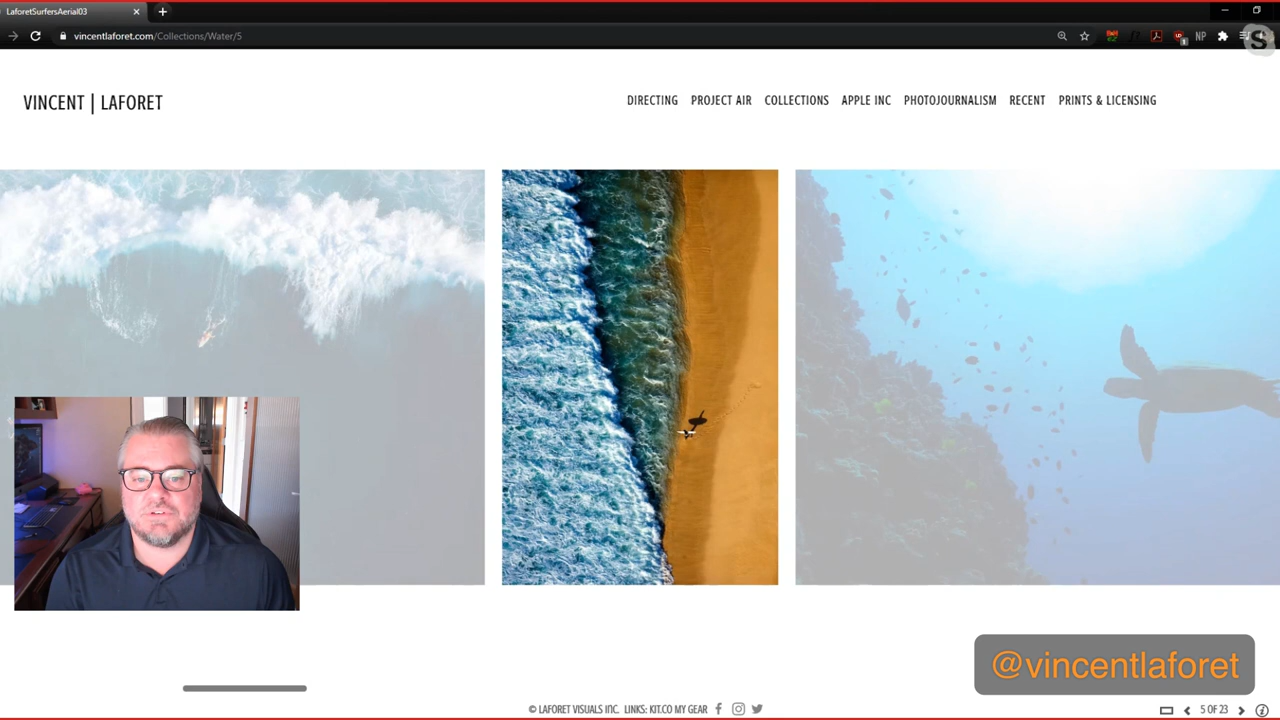 LaforetSurfersAerial03
vincentlaforet.com/Collections/Water/5
NP
VINCENT | LAFORET
DIRECTING PROJECT AIR COLLECTIONS APPLE INC PHOTOJOURNALISM RECENT PRINTS & LICENSING
@vincentlaforet
© LAFORET VISUALS INC. LINKS: KIT.CO MY GEAR
5 OF 23